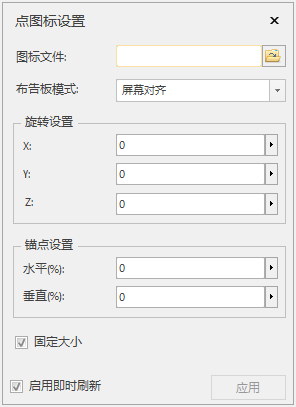 点图标设置
图标文件:
布告板模式: 屏幕对齐
旋转设置
X: 0
Y: 0
Z: 0
锚点设置
水平(%): 0
垂直(%): 0
固定大小
启用即时刷新 应用